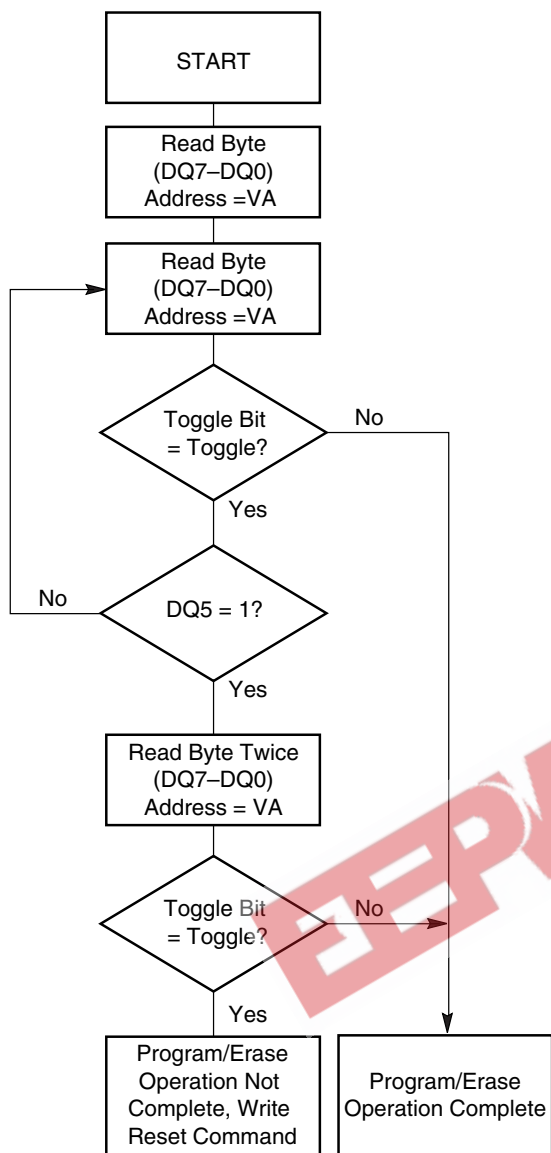 START
Read Byte
(DQ7–DQ0)
Address =VA
Read Byte
(DQ7–DQ0)
Address =VA
Toggle Bit
= Toggle?
No
Yes
No
DQ5 = 1?
Yes
Read Byte Twice
(DQ7–DQ0)
Address = VA
Toggle Bit
= Toggle?
No
Yes
Program/Erase
Operation Not
Complete, Write
Reset Command
Program/Erase
Operation Complete